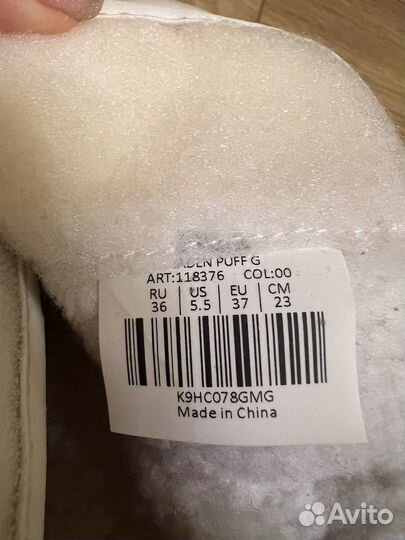 PUFF G
ART:118376 COL:00
RU US EU CM
36 5.5 37 23
K9HC078GMG
Made in China
Avito